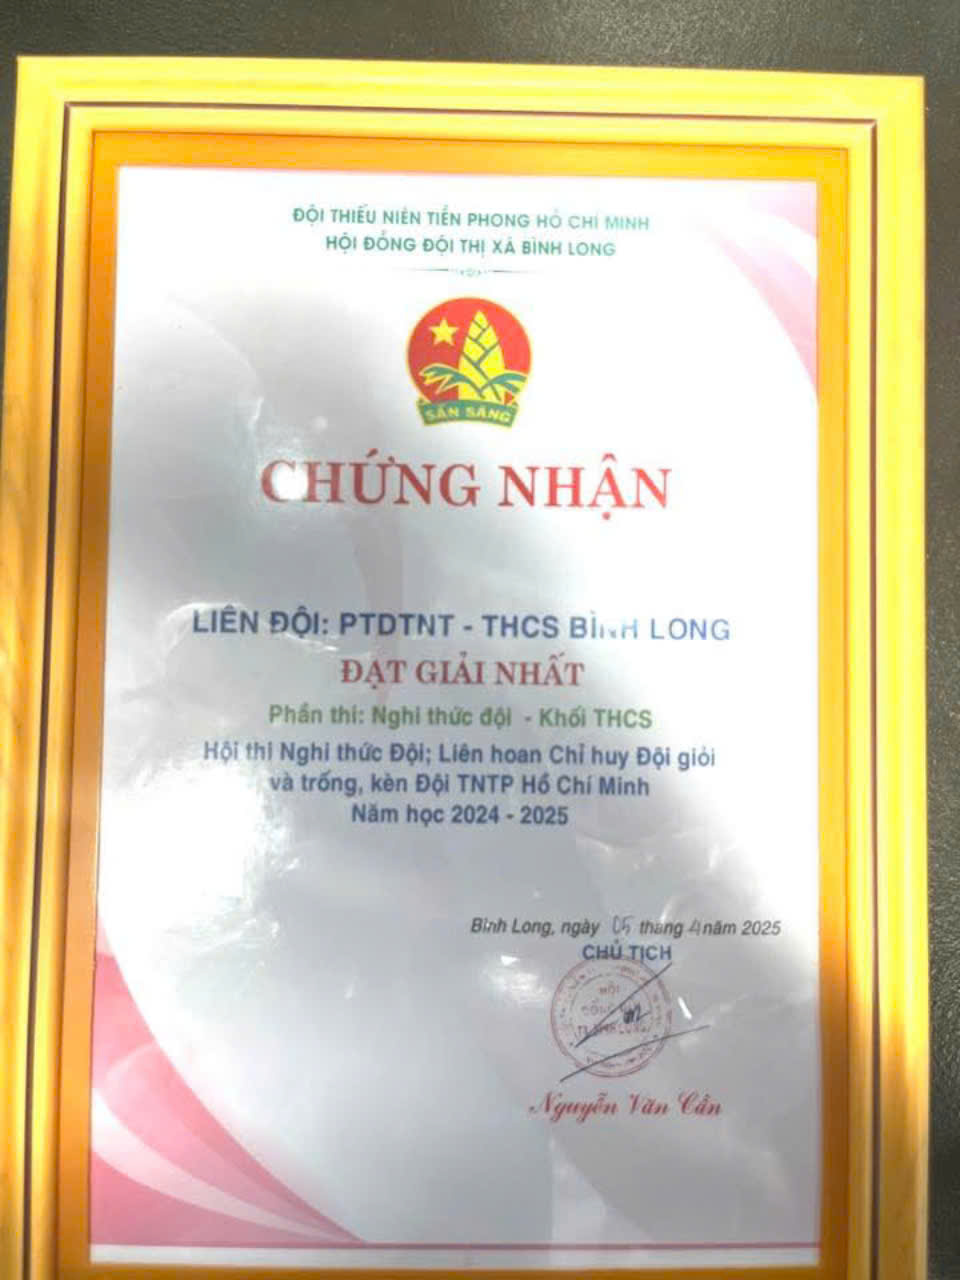 ĐỘI THIẾU NIÊN TIỀN PHONG HỒ CHÍ MINH
HỘI ĐỒNG ĐỘI THỊ XÃ BÌNH LONG
SẴN SÀNG
CHỨNG NHẬN
LIÊN ĐỘI: PTDTNT - THCS BÌNH LONG
ĐẠT GIẢI NHẤT
Phần thi: Nghi thức đội - Khối THCS
Hội thi Nghi thức Đội; Liên hoan Chỉ huy Đội giỏi
và trống, kèn Đội TNTP Hồ Chí Minh
Năm học 2024 - 2025
Bình Long, ngày 05 tháng 4 năm 2025
CHỦ TỊCH
HỘI
Nguyễn Văn Cần